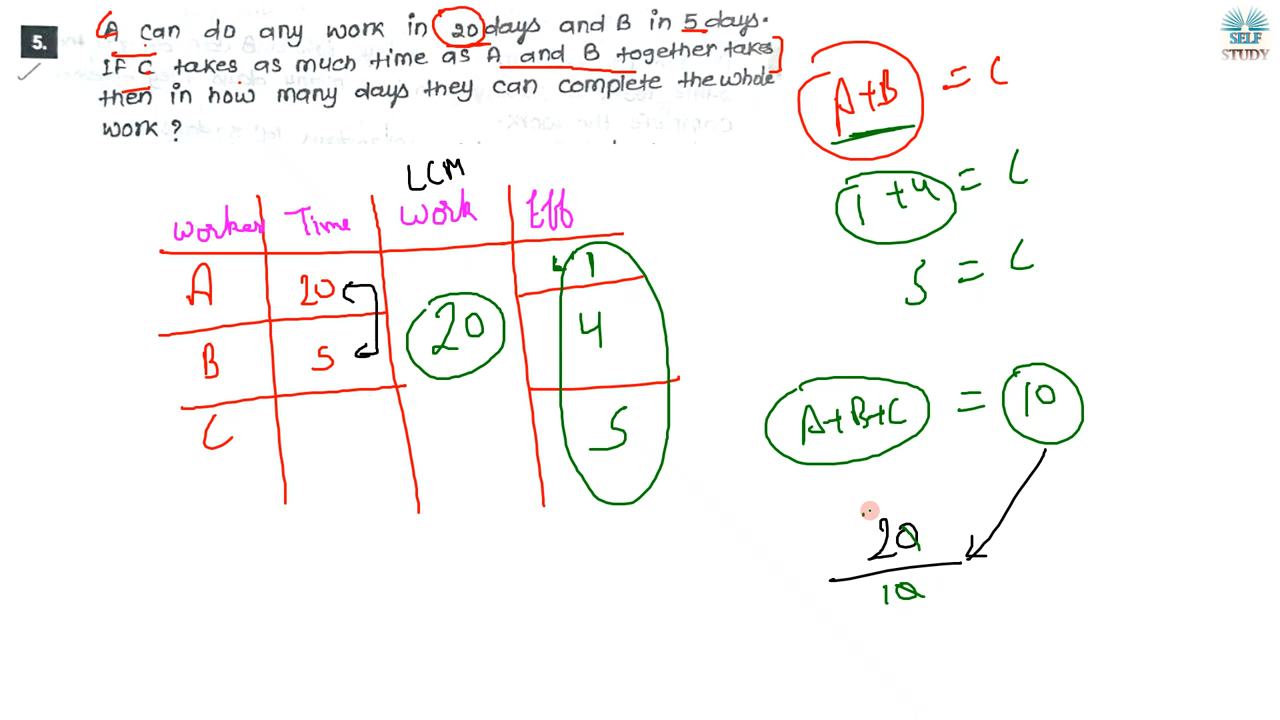 5.
A can do any work in 20 days and B in 5 days.
If C takes as much time as A and B together takes
then in how many days they can complete the whole
work ?
SELF
STUDY
A+B = C
1 + 4 = C
5 = C
A+B+C = 10
20
10
LCM
Worker Time Work Eff
A 20 1
20
B 5 4
C 5